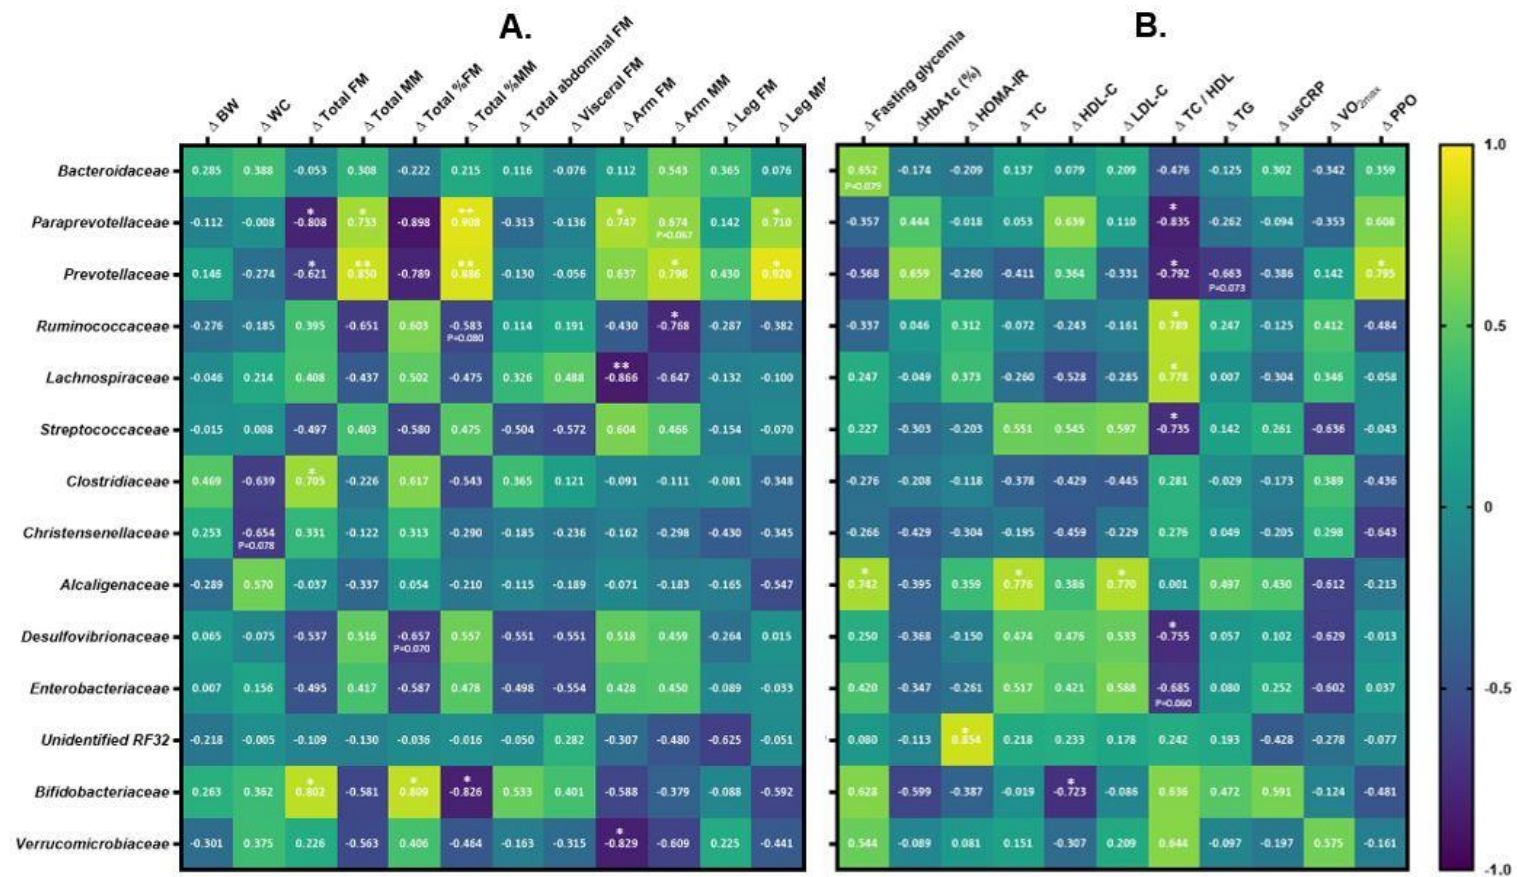 A. B.
Δ BW Δ WC Δ Total FM Δ Total MM Δ Total %FM Δ Total %MM Δ Total abdominal FM Δ Visceral FM Δ Arm FM Δ Arm MM Δ Leg FM Δ Leg MM Δ Fasting glycemia ΔHbA1c (%) Δ HOMA-IR Δ TC Δ HDL-C Δ LDL-C Δ TC / HDL Δ TG Δ usCRP Δ VO2max Δ PPO
1.0
Bacteroidaceae 0.285 0.388 -0.053 0.308 -0.222 0.215 0.116 -0.076 0.112 0.543 0.365 0.076 0.652 -0.174 -0.209 0.137 0.079 0.209 -0.476 -0.125 0.302 -0.342 0.359
P=0.079
* * ** * * *
Paraprevotellaceae -0.112 -0.008 -0.808 0.733 -0.898 0.908 -0.313 -0.136 0.747 0.674 0.142 0.710 -0.357 0.444 -0.018 0.053 0.639 0.110 -0.835 -0.262 -0.094 -0.353 0.608
P=0.067
* ** ** * * * *
Prevotellaceae 0.146 -0.274 -0.621 0.830 -0.789 0.886 -0.130 -0.056 0.637 0.798 0.430 0.920 -0.568 0.659 -0.260 -0.411 0.364 -0.331 -0.792 -0.663 -0.386 0.142 0.795
P=0.073
* *
Ruminococcaceae -0.276 -0.185 0.395 -0.651 0.603 -0.583 0.114 0.191 -0.430 -0.768 -0.287 -0.382 -0.337 0.046 0.312 -0.072 -0.243 -0.161 0.789 0.247 -0.125 0.412 -0.484
P=0.080
0.5
** *
Lachnospiraceae -0.046 0.214 0.408 -0.437 0.502 -0.475 0.326 0.488 -0.866 -0.647 -0.132 -0.100 0.247 -0.049 0.373 -0.260 -0.528 -0.285 0.778 0.007 -0.304 0.346 -0.058
*
Streptococcaceae -0.015 0.008 -0.497 0.403 -0.580 0.475 -0.504 -0.572 0.604 0.466 -0.154 -0.070 0.227 -0.303 -0.203 0.551 0.545 0.597 -0.735 0.142 0.261 -0.636 -0.043
*
Clostridiaceae 0.469 -0.639 0.705 -0.226 0.617 -0.543 0.365 0.121 -0.091 -0.111 -0.081 -0.348 -0.276 -0.208 -0.118 -0.378 -0.429 -0.445 0.281 -0.029 -0.173 0.389 -0.436
0
Christensenellaceae 0.253 -0.654 0.331 -0.122 0.313 -0.290 -0.185 -0.236 -0.162 -0.298 -0.430 -0.345 -0.266 -0.429 -0.304 -0.195 -0.459 -0.229 0.276 0.049 -0.205 0.298 -0.643
P=0.078
* * *
Alcaligenaceae -0.289 0.570 -0.037 -0.337 0.054 -0.210 -0.115 -0.189 -0.071 -0.183 -0.165 -0.547 0.742 -0.395 0.359 0.776 0.386 0.770 0.001 0.497 0.430 -0.612 -0.213
*
Desulfovibrionaceae 0.065 -0.075 -0.537 0.516 -0.657 0.557 -0.551 -0.551 0.518 0.459 -0.264 0.015 0.250 -0.368 -0.150 0.474 0.476 0.533 -0.755 0.057 0.102 -0.629 -0.013
P=0.070
Enterobacteriaceae 0.007 0.156 -0.495 0.417 -0.587 0.478 -0.498 -0.554 0.428 0.450 -0.089 -0.033 0.420 -0.347 -0.261 0.517 0.421 0.588 -0.685 0.080 0.252 -0.602 0.037
P=0.060
-0.5
*
Unidentified RF32 -0.218 -0.005 -0.109 -0.130 -0.036 -0.016 -0.050 0.282 -0.307 -0.480 -0.625 -0.051 0.080 -0.113 0.854 0.218 0.233 0.178 0.242 0.193 -0.428 -0.278 -0.077
* * * *
Bifidobacteriaceae 0.263 0.362 0.802 -0.581 0.809 -0.826 0.533 0.401 -0.588 -0.379 -0.088 -0.592 0.628 -0.599 -0.387 -0.019 -0.723 -0.086 0.636 0.472 0.591 -0.124 -0.481
*
Verrucomicrobiaceae -0.301 0.375 0.226 -0.563 0.406 -0.464 -0.163 -0.315 -0.829 -0.609 0.225 -0.441 0.544 -0.089 0.081 0.151 -0.307 0.209 0.644 -0.097 -0.197 0.575 -0.161
-1.0